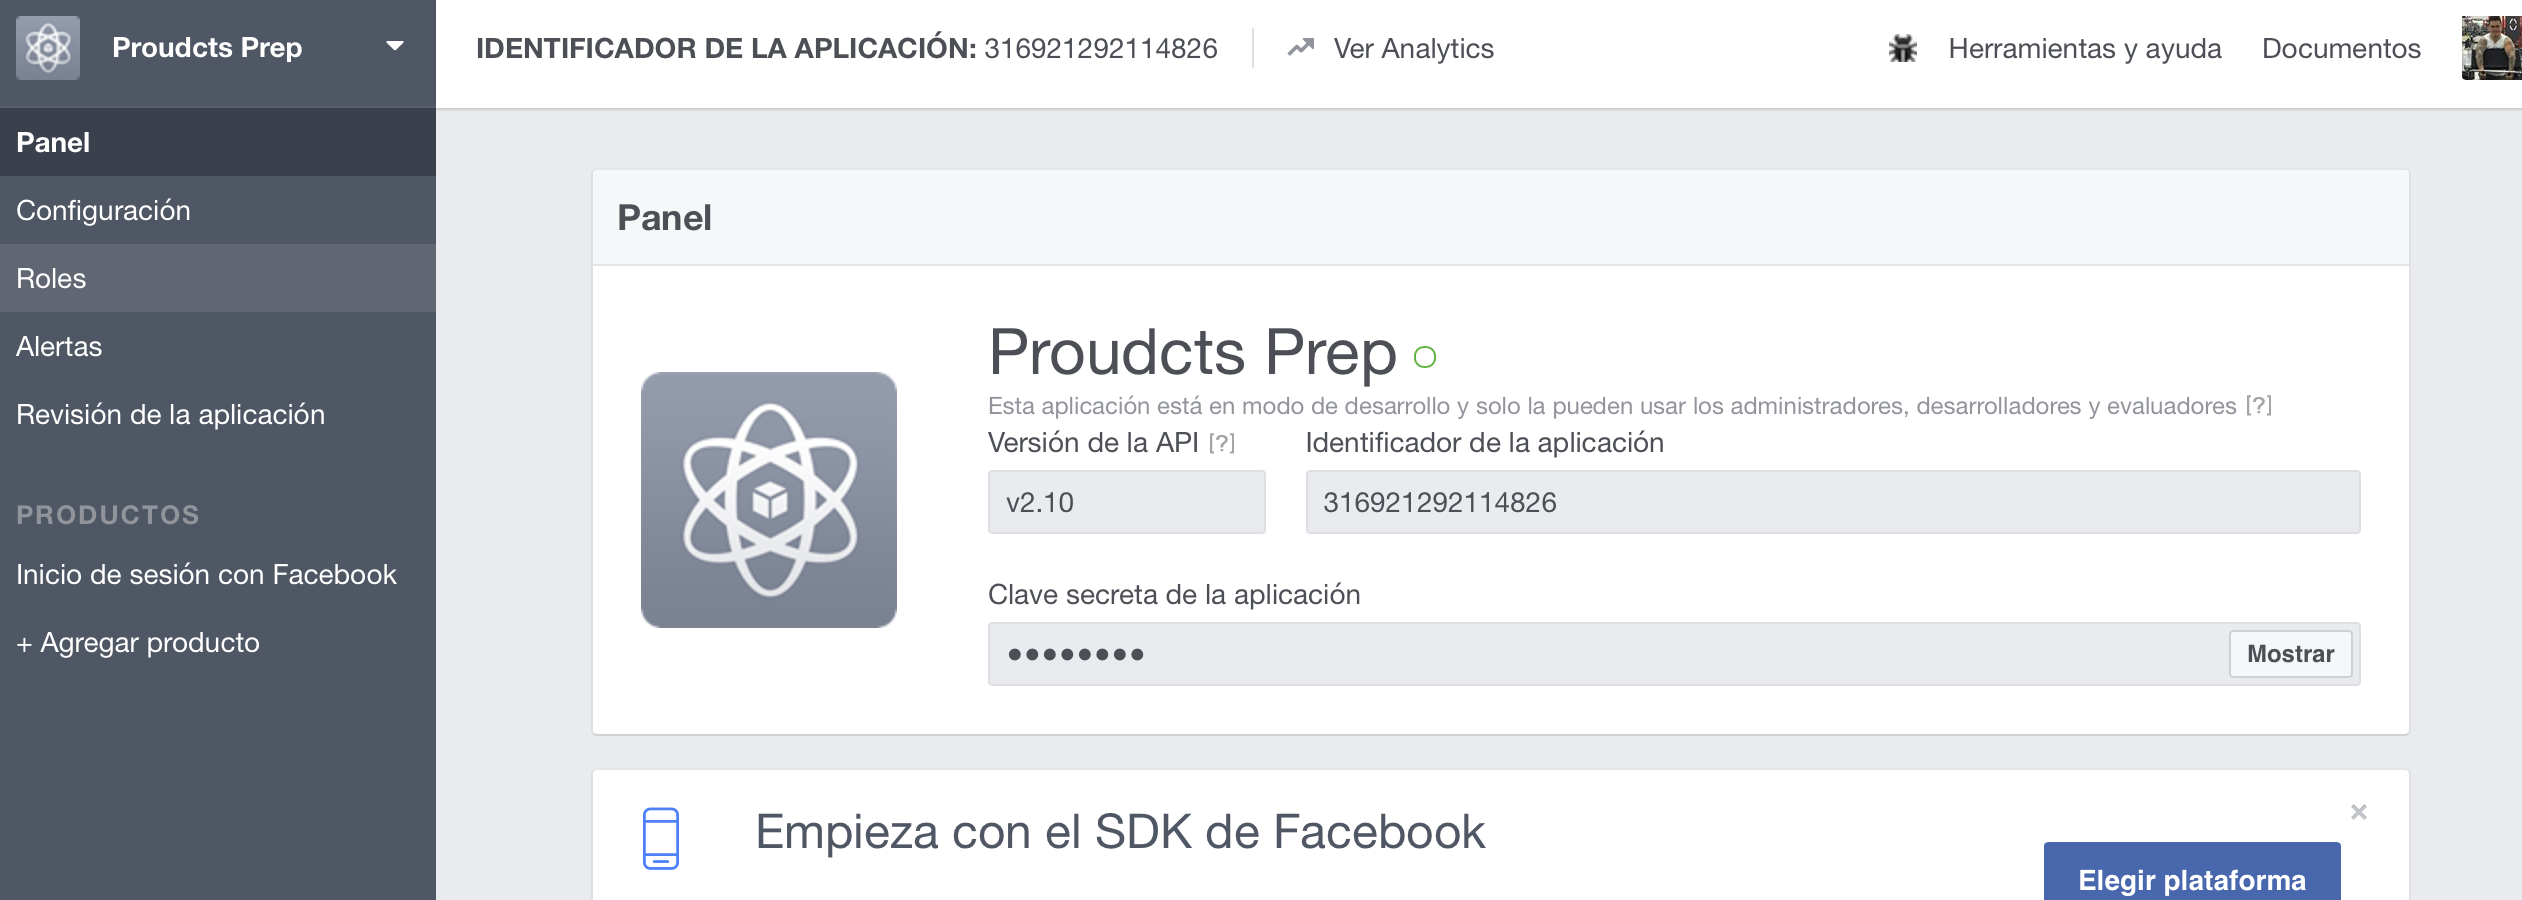 Proudcts Prep
IDENTIFICADOR DE LA APLICACIÓN: 316921292114826
Ver Analytics
Herramientas y ayuda
Documentos
Panel
Configuración
Roles
Alertas
Revisión de la aplicación
PRODUCTOS
Inicio de sesión con Facebook
+ Agregar producto
Panel
Proudcts Prep
Esta aplicación está en modo de desarrollo y solo la pueden usar los administradores, desarrolladores y evaluadores [?]
Versión de la API [?]
Identificador de la aplicación
v2.10
316921292114826
Clave secreta de la aplicación
●●●●●●●●
Mostrar
Empieza con el SDK de Facebook
Elegir plataforma